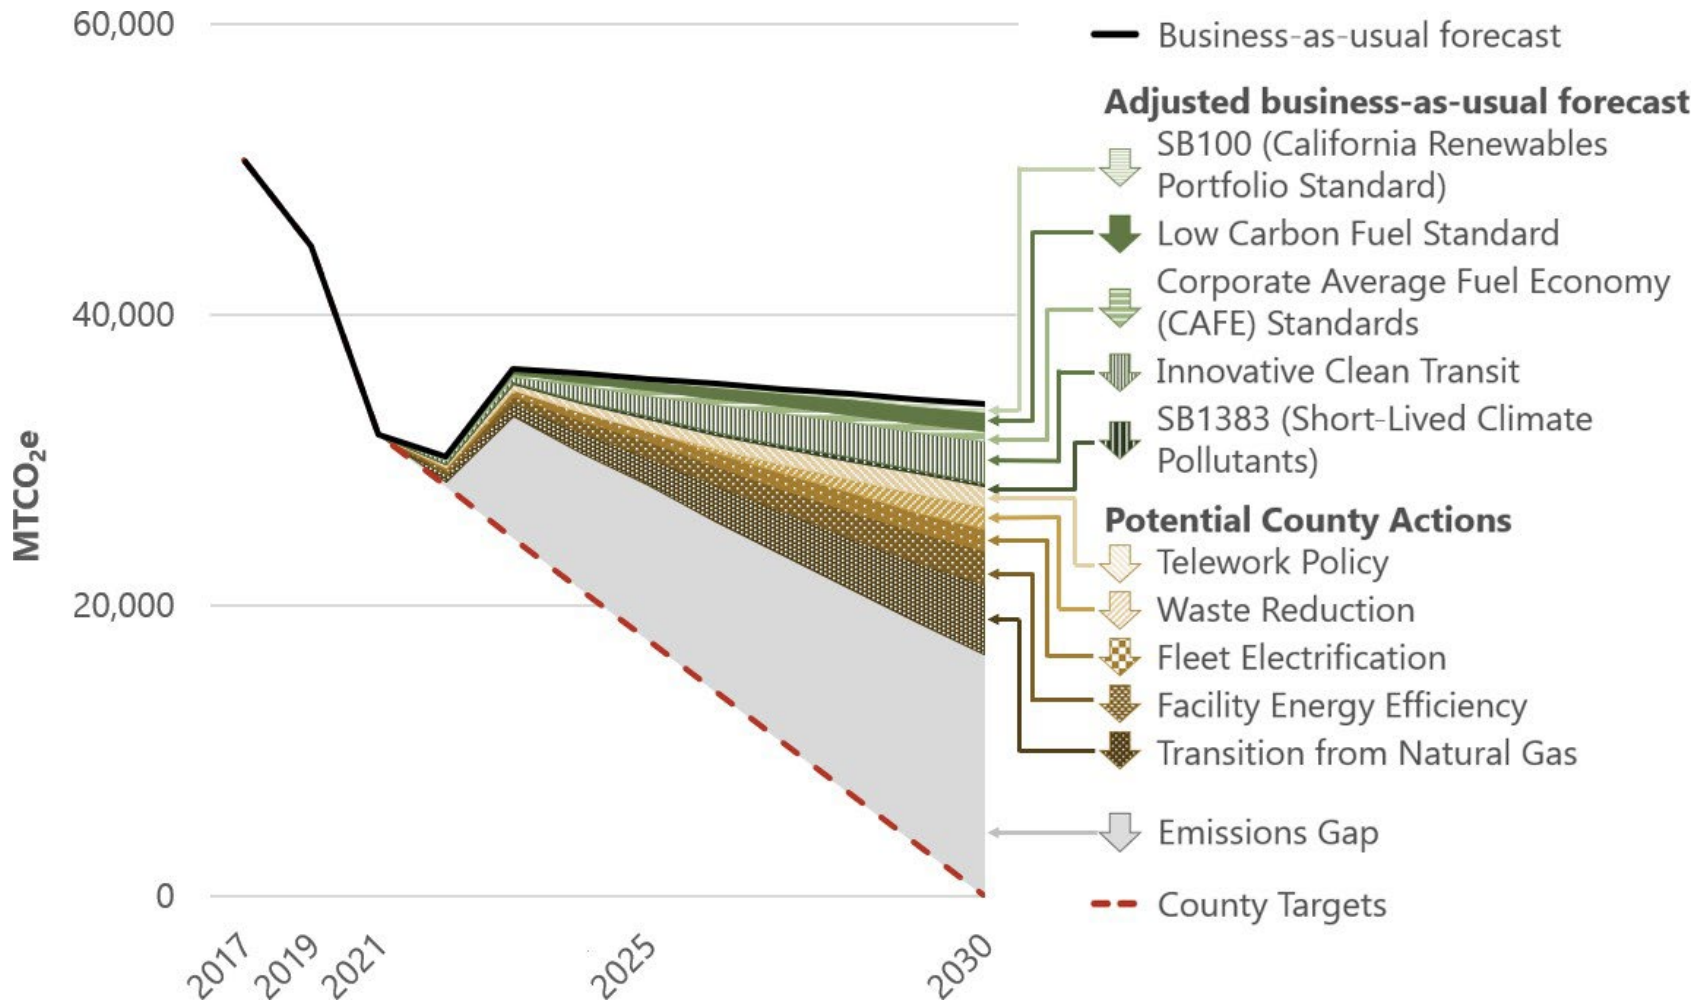 60,000
40,000
20,000
0
MTCO₂e
2017
2019
2021
2025
2030
Business-as-usual forecast
Adjusted business-as-usual forecast
SB100 (California Renewables
Portfolio Standard)
Low Carbon Fuel Standard
Corporate Average Fuel Economy
(CAFE) Standards
Innovative Clean Transit
SB1383 (Short-Lived Climate
Pollutants)
Potential County Actions
Telework Policy
Waste Reduction
Fleet Electrification
Facility Energy Efficiency
Transition from Natural Gas
Emissions Gap
County Targets